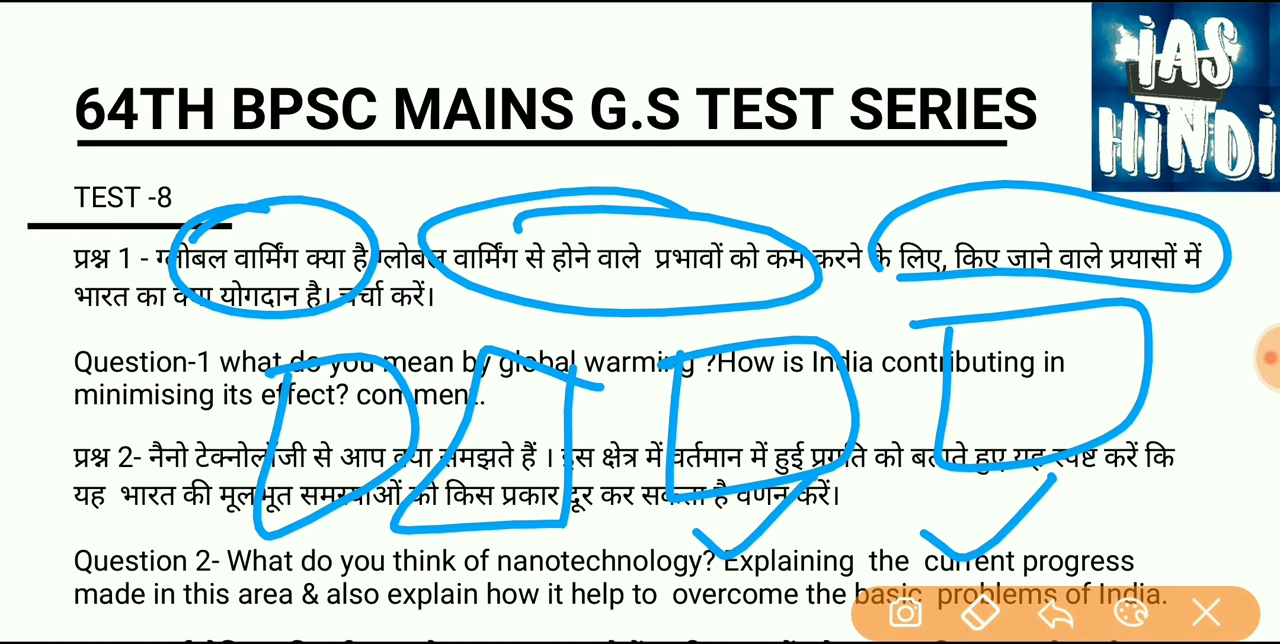 IAS
HINDI
64TH BPSC MAINS G.S TEST SERIES
TEST -8
प्रश्न 1 - ग्लोबल वार्मिंग क्या है ग्लोबल वार्मिंग से होने वाले प्रभावों को कम करने के लिए, किए जाने वाले प्रयासों में
भारत का क्या योगदान है। चर्चा करें।
Question-1 what do you mean by global warming ?How is India contributing in
minimising its effect? comment.
प्रश्न 2- नैनो टेक्नोलॉजी से आप क्या समझते हैं । इस क्षेत्र में वर्तमान में हुई प्रगति को बताते हुए यह स्पष्ट करें कि
यह भारत की मूलभूत समस्याओं को किस प्रकार दूर कर सकता है वर्णन करें।
Question 2- What do you think of nanotechnology? Explaining the current progress
made in this area & also explain how it help to overcome the basic problems of India.